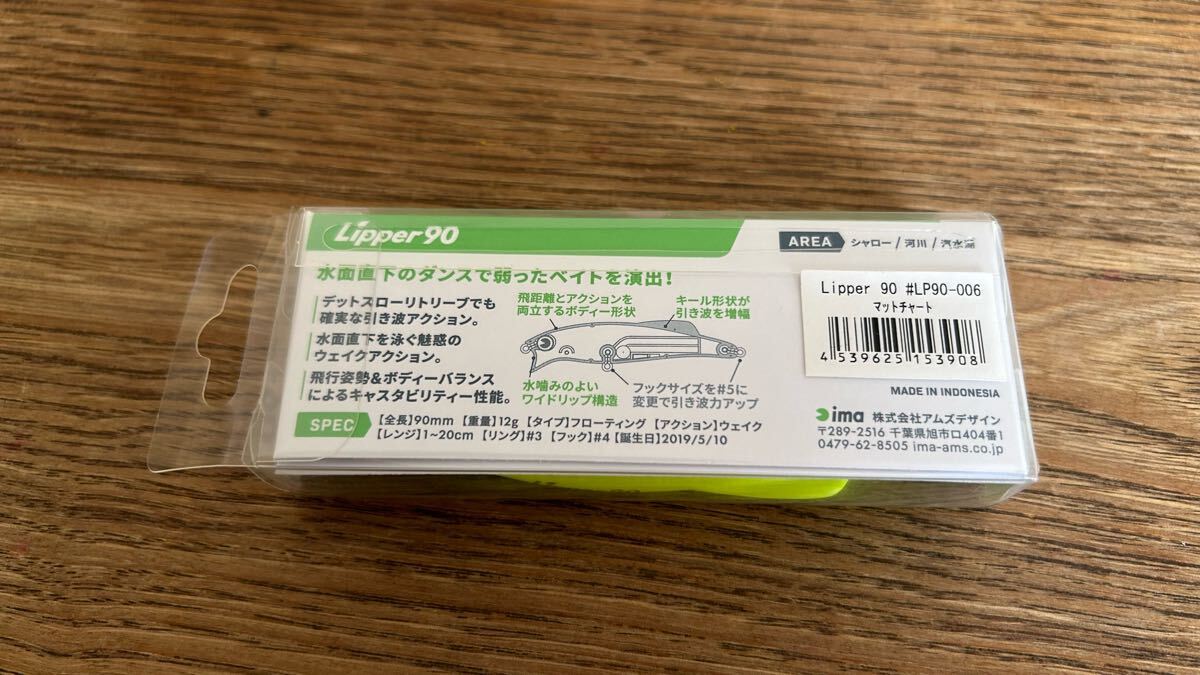 Lipper 90
AREA シャロー / 河川 / 汽水湖
水面直下のダンスで弱ったベイトを演出！
デットスローリトリーブでも
確実な引き波アクション。
水面直下を泳ぐ魅惑の
ウェイクアクション。
飛行姿勢&ボディーバランス
によるキャスタビリティー性能。
飛距離とアクションを
両立するボディー形状
キール形状が
引き波を増幅
水噛みのよい
ワイドリップ構造
フックサイズを#5に
変更で引き波力アップ
Lipper 90 #LP90-006
マットチャート
4 539625 153908
MADE IN INDONESIA
SPEC
【全長】90mm 【重量】12g 【タイプ】フローティング 【アクション】ウェイク
【レンジ】1~20cm 【リング】#3 【フック】#4 【誕生日】2019/5/10
ima 株式会社アムズデザイン
〒289-2516 千葉県旭市ロ404番1
0479-62-8505 ima-ams.co.jp